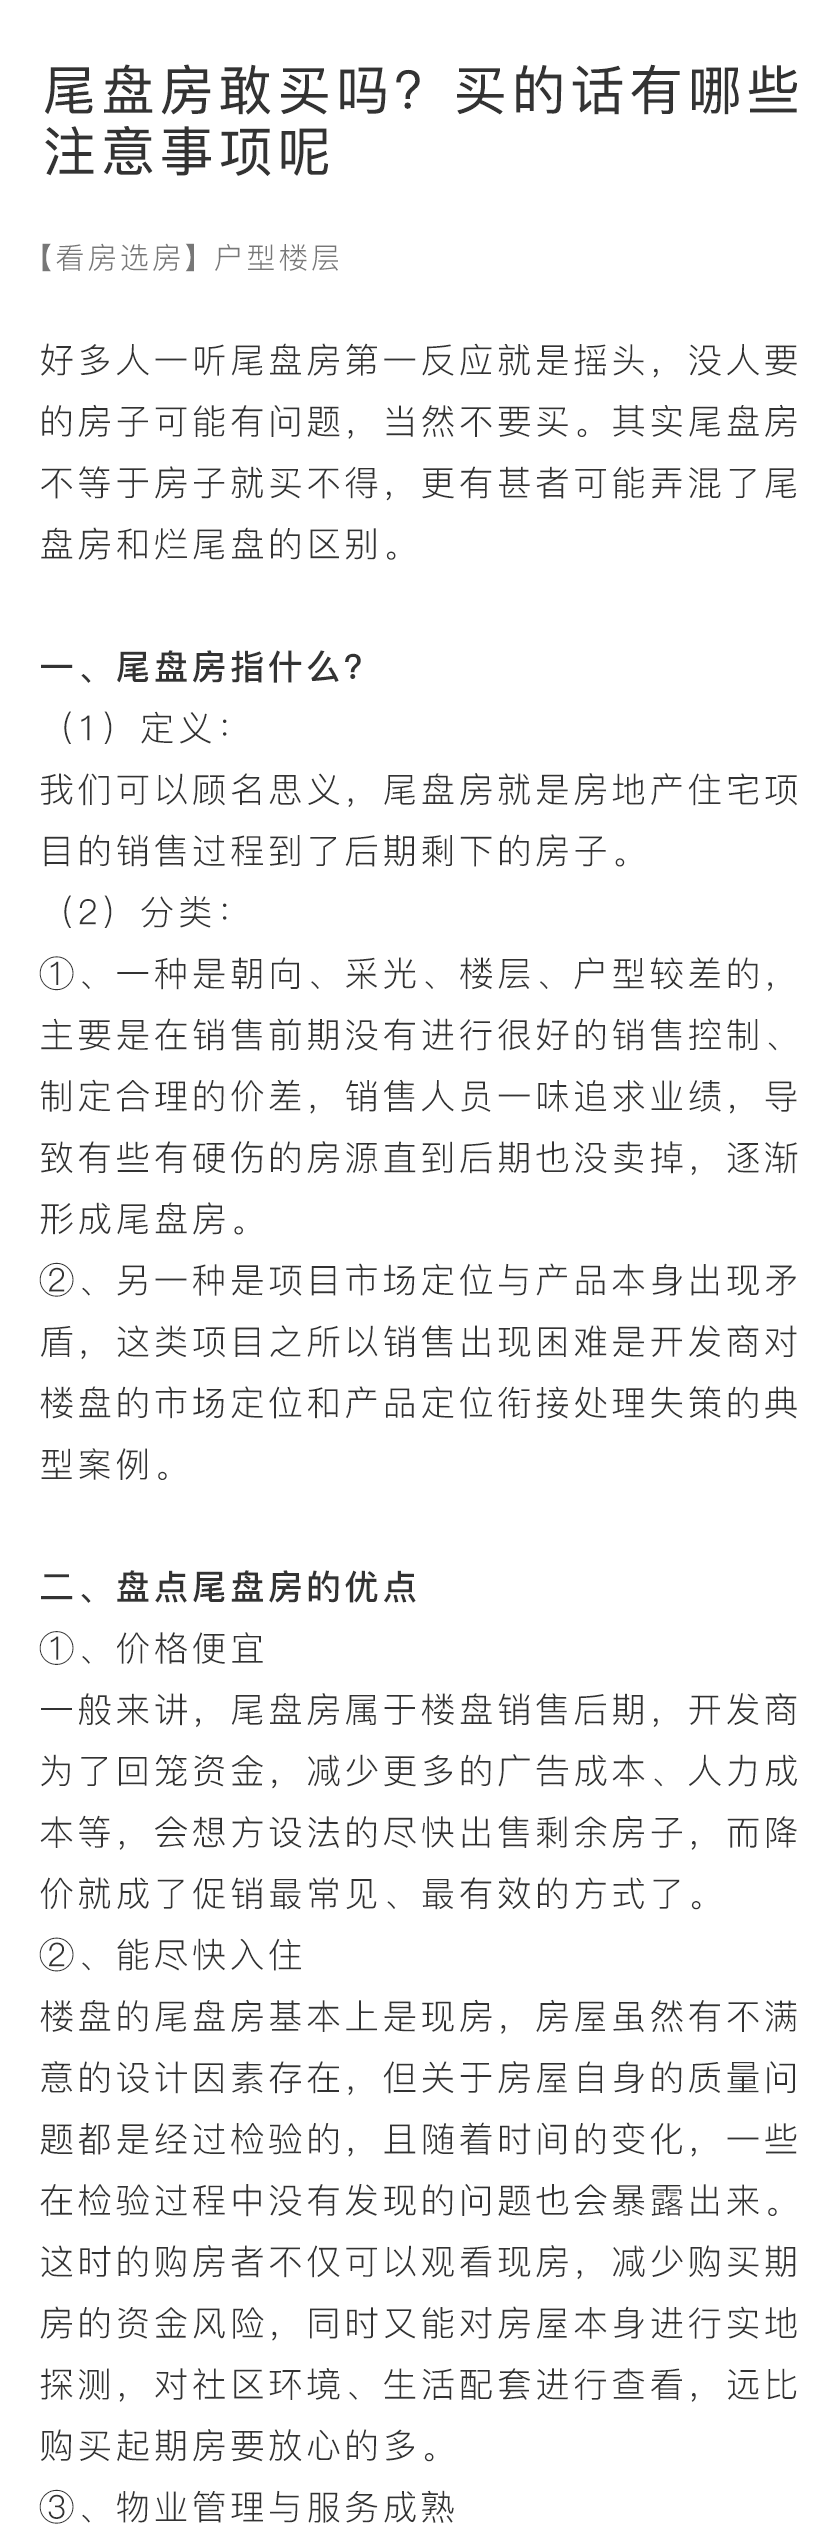 尾盘房敢买吗？买的话有哪些
注意事项呢
【看房选房】户型楼层
好多人一听尾盘房第一反应就是摇头，没人要
的房子可能有问题，当然不要买。其实尾盘房
不等于房子就买不得，更有甚者可能弄混了尾
盘房和烂尾盘的区别。
一、尾盘房指什么？
（1）定义：
我们可以顾名思义，尾盘房就是房地产住宅项
目的销售过程到了后期剩下的房子。
（2）分类：
①、一种是朝向、采光、楼层、户型较差的，
主要是在销售前期没有进行很好的销售控制、
制定合理的价差，销售人员一味追求业绩，导
致有些有硬伤的房源直到后期也没卖掉，逐渐
形成尾盘房。
②、另一种是项目市场定位与产品本身出现矛
盾，这类项目之所以销售出现困难是开发商对
楼盘的市场定位和产品定位衔接处理失策的典
型案例。
二、盘点尾盘房的优点
①、价格便宜
一般来讲，尾盘房属于楼盘销售后期，开发商
为了回笼资金，减少更多的广告成本、人力成
本等，会想方设法的尽快出售剩余房子，而降
价就成了促销最常见、最有效的方式了。
②、能尽快入住
楼盘的尾盘房基本上是现房，房屋虽然有不满
意的设计因素存在，但关于房屋自身的质量问
题都是经过检验的，且随着时间的变化，一些
在检验过程中没有发现的问题也会暴露出来。
这时的购房者不仅可以观看现房，减少购买期
房的资金风险，同时又能对房屋本身进行实地
探测，对社区环境、生活配套进行查看，远比
购买起期房要放心的多。
③、物业管理与服务成熟